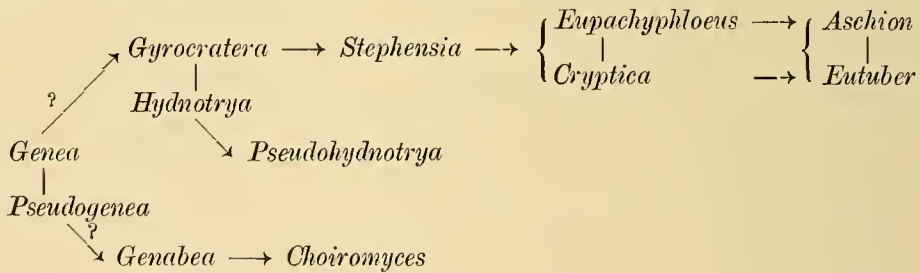 Eupachyphloeus Aschion
Gyrocratera Stephensia
Cryptica Eutuber
? Hydnotrya
Genea Pseudohydnotrya
Pseudogenea
?
Genabea Choiromyces